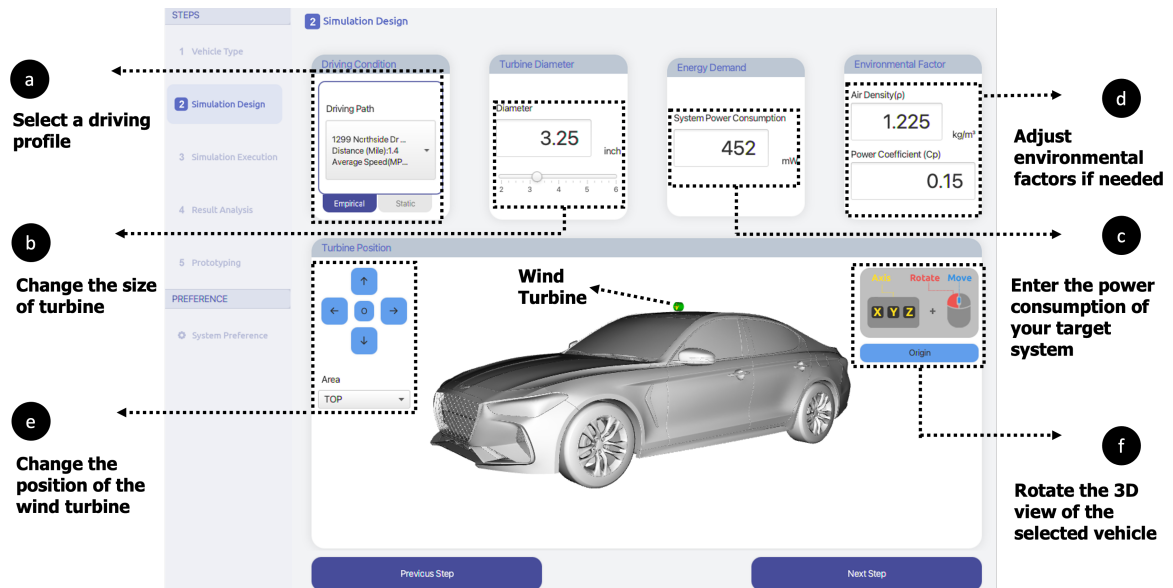 STEPS
1 Vehicle Type
2 Simulation Design
3 Simulation Execution
4 Result Analysis
5 Prototyping
PREFERENCE
System Preference
2 Simulation Design
Driving Condition
Driving Path
1299 Northside Dr ...
Distance (Mile):1.4
Average Speed(MP...
Empirical
Static
Turbine Diameter
Diameter
3.25
inch
2 3 4 5 6
Energy Demand
System Power Consumption
452
mW
Environmental Factor
Air Density(ρ)
1.225
kg/m³
Power Coefficient (Cp)
0.15
Turbine Position
↑
← O →
↓
Area
TOP
Wind
Turbine
Axis Rotate Move
X Y Z +
Origin
Previous Step
Next Step
a
Select a driving
profile
b
Change the size
of turbine
e
Change the
position of the
wind turbine
d
Adjust
environmental
factors if needed
c
Enter the power
consumption of
your target
system
f
Rotate the 3D
view of the
selected vehicle